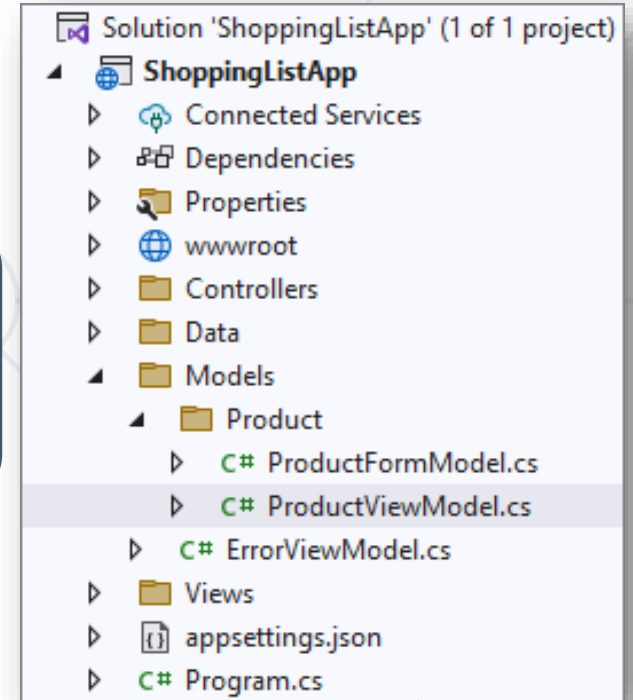 Solution 'ShoppingListApp' (1 of 1 project)
ShoppingListApp
Connected Services
Dependencies
Properties
wwwroot
Controllers
Data
Models
Product
C# ProductFormModel.cs
C# ProductViewModel.cs
C# ErrorViewModel.cs
Views
appsettings.json
C# Program.cs